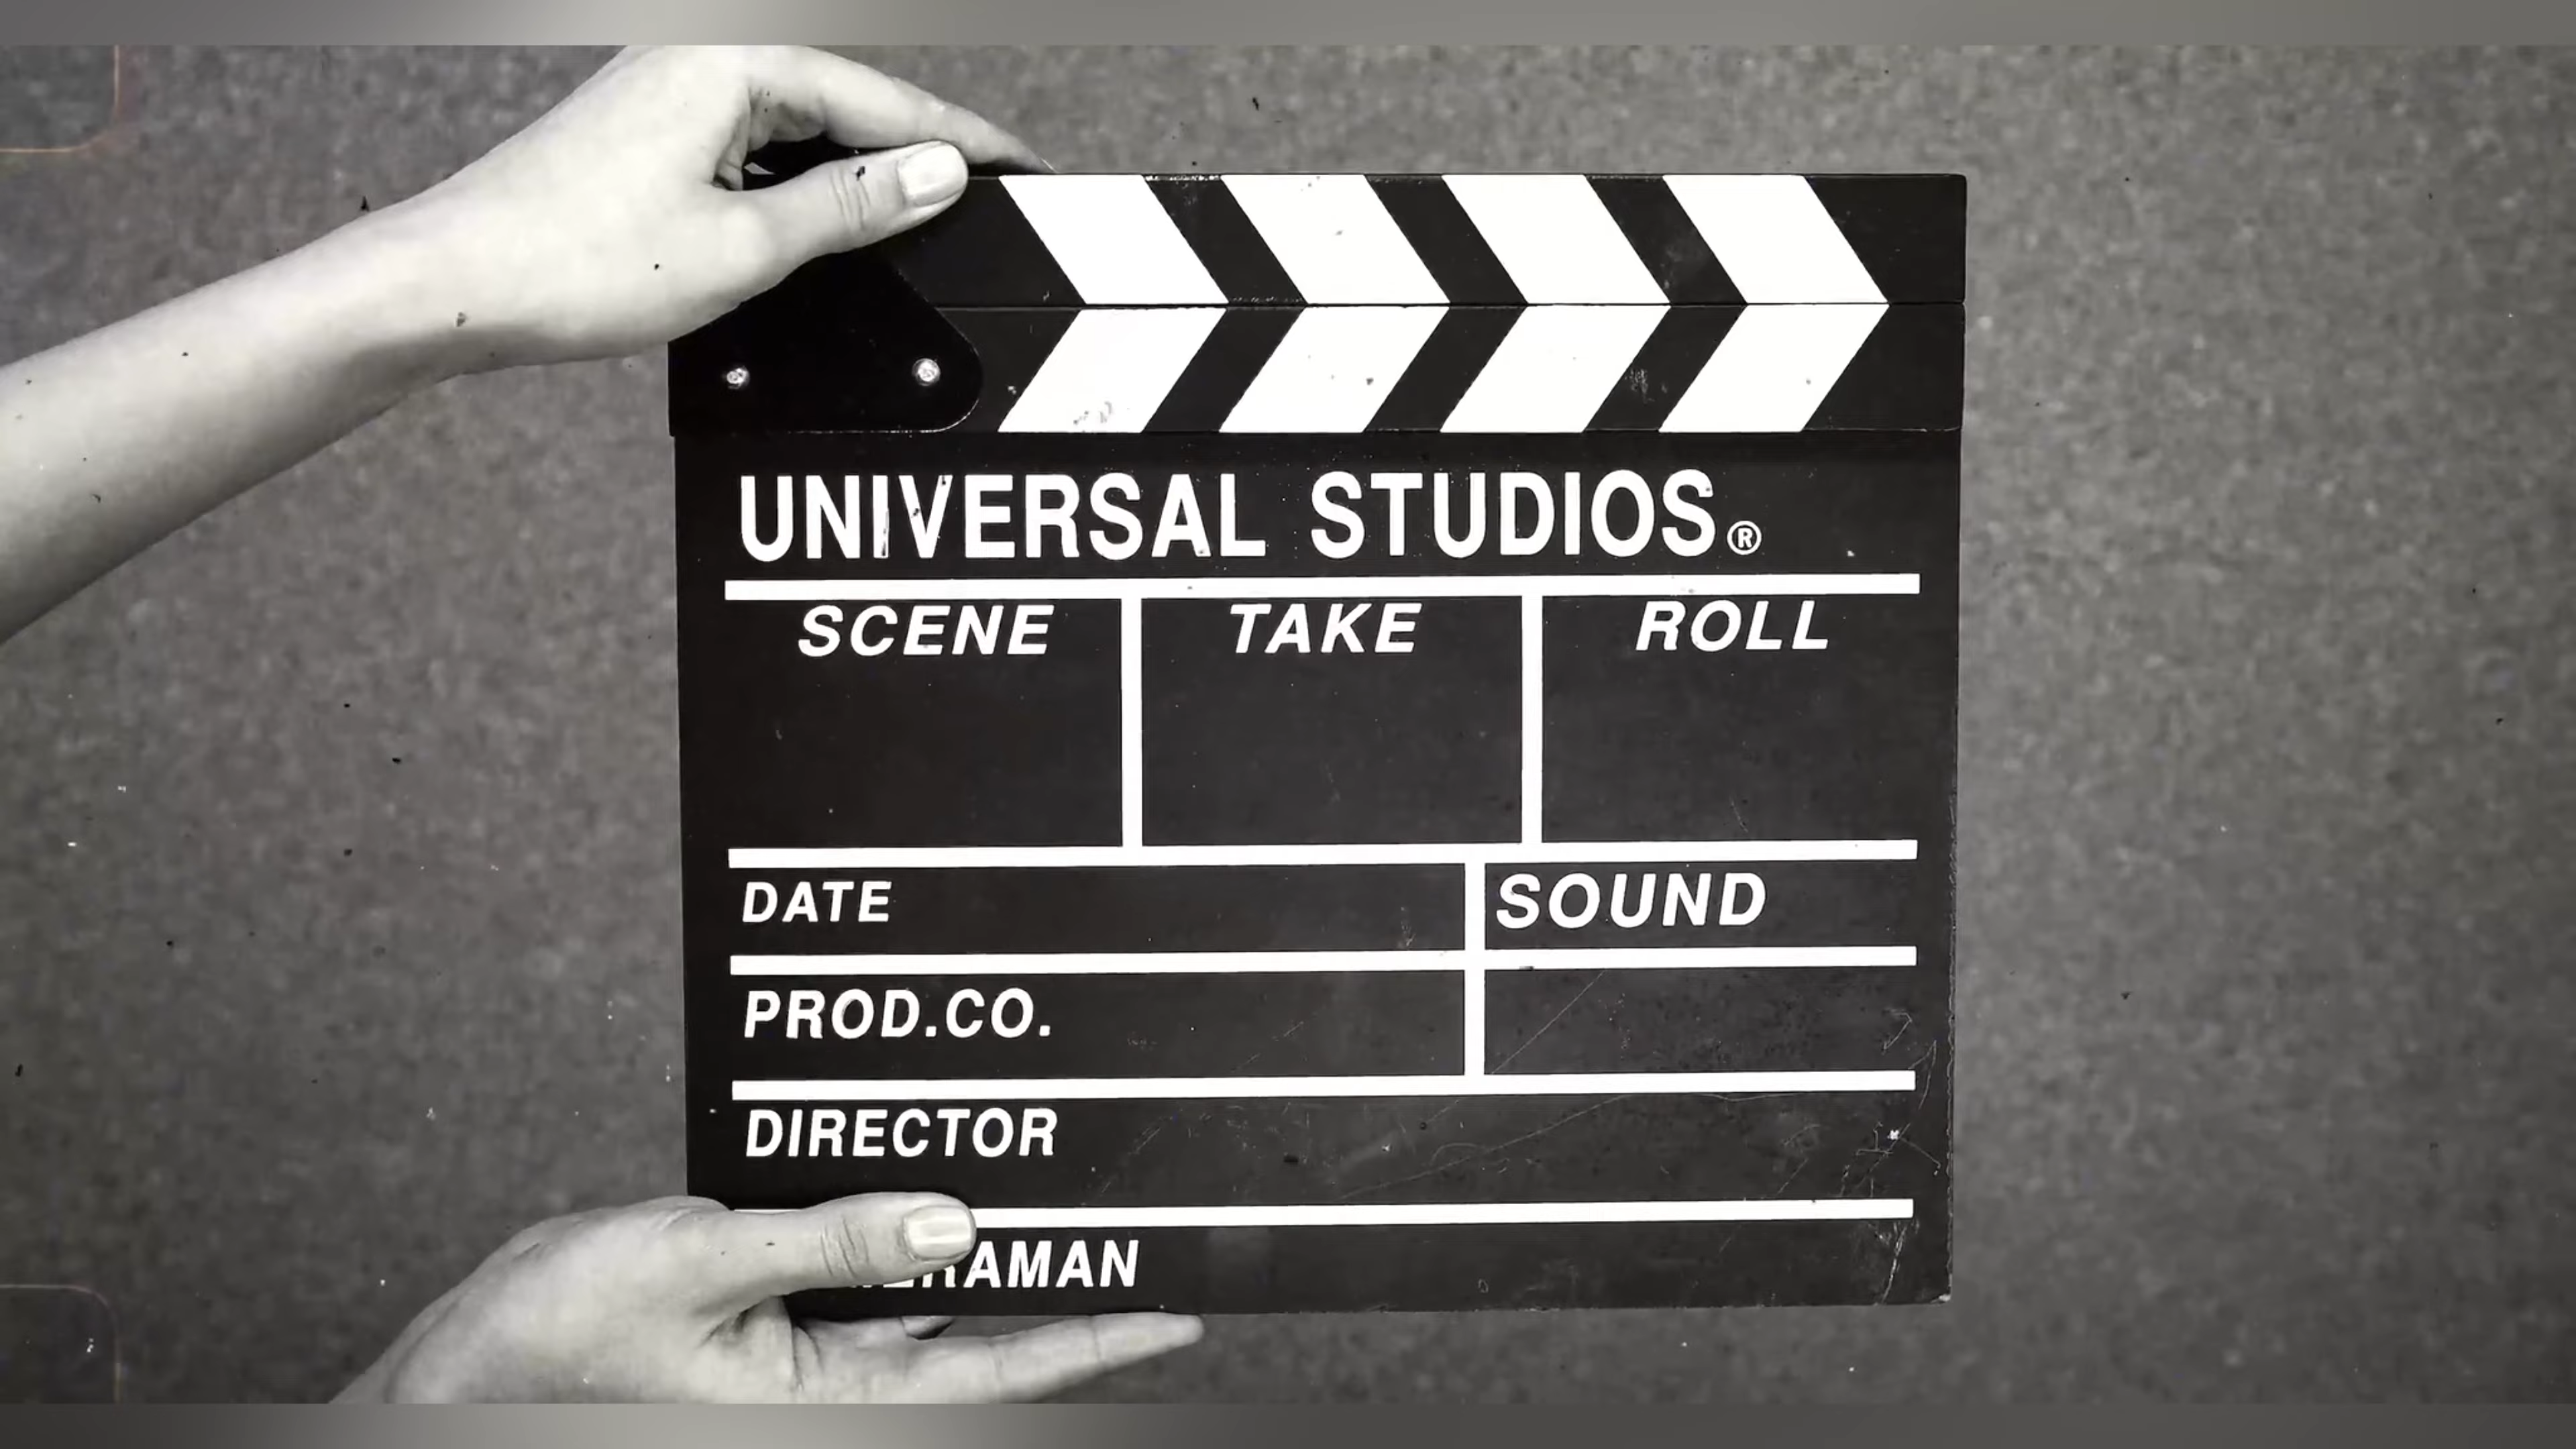 UNIVERSAL STUDIOS®
SCENE TAKE ROLL
DATE SOUND
PROD.CO.
DIRECTOR